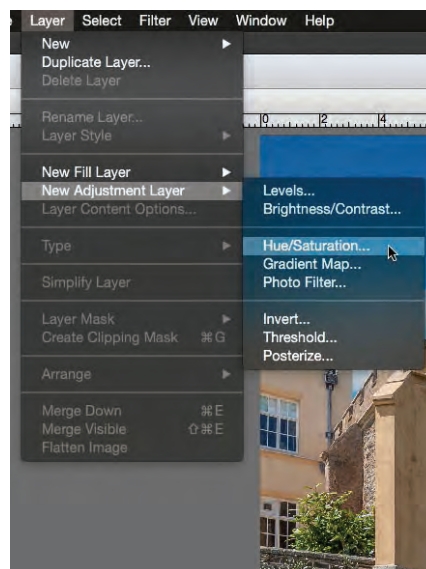 Layer Select Filter View Window Help
New
Duplicate Layer...
Delete Layer
Rename Layer...
Layer Style
0 2 4
New Fill Layer
New Adjustment Layer
Layer Content Options...
Type
Simplify Layer
Layer Mask
Create Clipping Mask ⌘G
Arrange
Merge Down ⌘E
Merge Visible ⇧⌘E
Flatten Image
Levels...
Brightness/Contrast...
Hue/Saturation...
Gradient Map...
Photo Filter...
Invert...
Threshold...
Posterize...